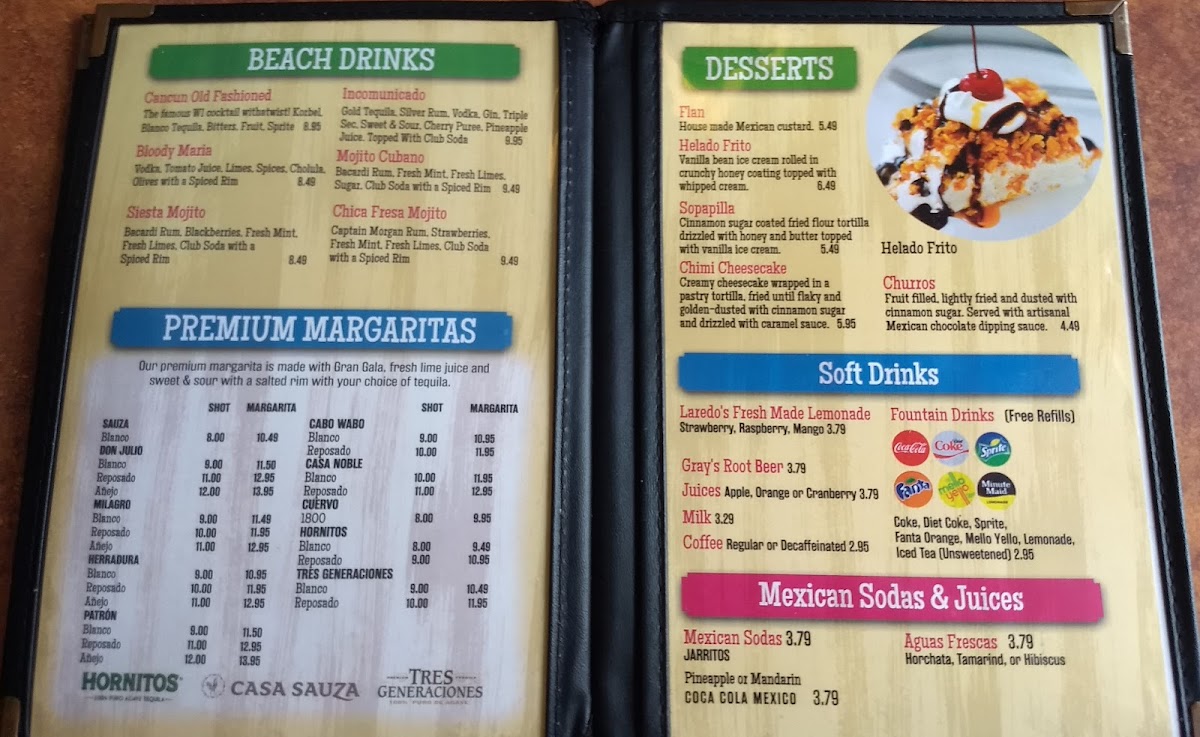 BEACH DRINKS
Cancun Old Fashioned
The famous WI cocktail withatwist! Korbel,
Blanco Tequila, Bitters, Fruit, Sprite 8.95
Bloody Maria
Vodka, Tomato Juice, Limes, Spices, Cholula,
Olives with a Spiced Rim 8.49
Siesta Mojito
Bacardi Rum, Blackberries, Fresh Mint,
Fresh Limes, Club Soda with a
Spiced Rim 8.49
Incomunicado
Gold Tequila, Silver Rum, Vodka, Gin, Triple
Sec, Sweet & Sour, Cherry Puree, Pineapple
Juice. Topped With Club Soda 9.95
Mojito Cubano
Bacardi Rum, Fresh Mint, Fresh Limes,
Sugar, Club Soda with a Spiced Rim 9.49
Chica Fresa Mojito
Captain Morgan Rum, Strawberries,
Fresh Mint, Fresh Limes, Club Soda
with a Spiced Rim 9.49
PREMIUM MARGARITAS
Our premium margarita is made with Gran Gala, fresh lime juice and
sweet & sour with a salted rim with your choice of tequila.
SHOT MARGARITA
SAUZA
Blanco 8.00 10.49
DON JULIO
Blanco 9.00 11.50
Reposado 11.00 12.95
Añejo 12.00 13.95
MILAGRO
Blanco 9.00 11.49
Reposado 10.00 11.95
Añejo 11.00 12.95
HERRADURA
Blanco 9.00 10.95
Reposado 10.00 11.95
Añejo 11.00 12.95
PATRÓN
Blanco 9.00 11.50
Reposado 11.00 12.95
Añejo 12.00 13.95
SHOT MARGARITA
CABO WABO
Blanco 9.00 10.95
Reposado 10.00 11.95
CASA NOBLE
Blanco 10.00 11.95
Reposado 11.00 12.95
CUERVO
1800 8.00 9.95
HORNITOS
Blanco 8.00 9.49
Reposado 9.00 10.95
TRES GENERACIONES
Blanco 9.00 10.49
Reposado 10.00 11.95
HORNITOS
100% PURO AGAVE TEQUILA
CASA SAUZA
TRES
GENERACIONES
100% PURO DE AGAVE
DESSERTS
Flan
House made Mexican custard. 5.49
Helado Frito
Vanilla bean ice cream rolled in
crunchy honey coating topped with
whipped cream. 6.49
Sopapilla
Cinnamon sugar coated fried flour tortilla
drizzled with honey and butter topped
with vanilla ice cream. 5.49
Chimi Cheesecake
Creamy cheesecake wrapped in a
pastry tortilla, fried until flaky and
golden-dusted with cinnamon sugar
and drizzled with caramel sauce. 5.95
Helado Frito
Churros
Fruit filled, lightly fried and dusted with
cinnamon sugar. Served with artisanal
Mexican chocolate dipping sauce. 4.49
Soft Drinks
Laredo's Fresh Made Lemonade
Strawberry, Raspberry, Mango 3.79
Gray's Root Beer 3.79
Juices Apple, Orange or Cranberry 3.79
Milk 3.29
Coffee Regular or Decaffeinated 2.95
Fountain Drinks (Free Refills)
Coca-Cola
Diet
Coke
Sprite
Fanta
mello
yello
Minute
Maid
LEMONADE
Coke, Diet Coke, Sprite,
Fanta Orange, Mello Yello, Lemonade,
Iced Tea (Unsweetened) 2.95
Mexican Sodas & Juices
Mexican Sodas 3.79
JARRITOS
Pineapple or Mandarin
COCA COLA MEXICO 3.79
Aguas Frescas 3.79
Horchata, Tamarind, or Hibiscus